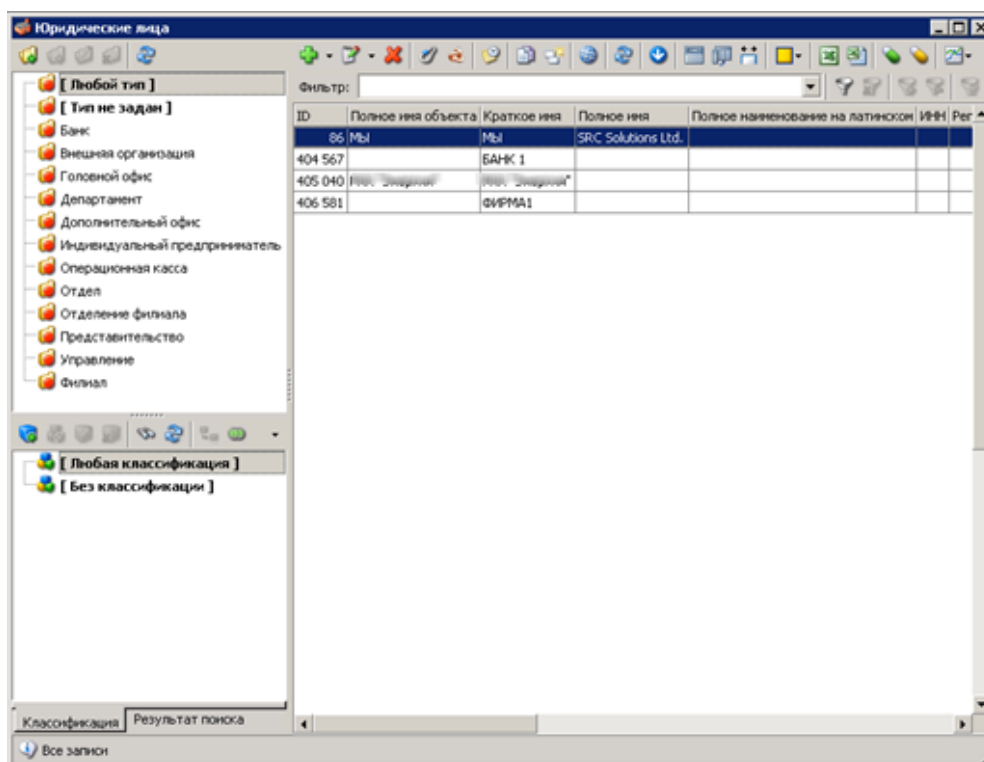 Юридические лица
[ Любой тип ]
[ Тип не задан ]
Банк
Внешняя организация
Головной офис
Департамент
Дополнительный офис
Индивидуальный предприниматель
Операционная касса
Отдел
Отделение филиала
Представительство
Управление
Филиал
[ Любая классификация ]
[ Без классификации ]
Классификация Результат поиска
Фильтр:
ID Полное имя объекта Краткое имя Полное имя Полное наименование на латинском ИНН Рег
86 МЫ МЫ SRC Solutions Ltd.
404 567 БАНК 1
405 040
406 581 ФИРМА1
Все записи